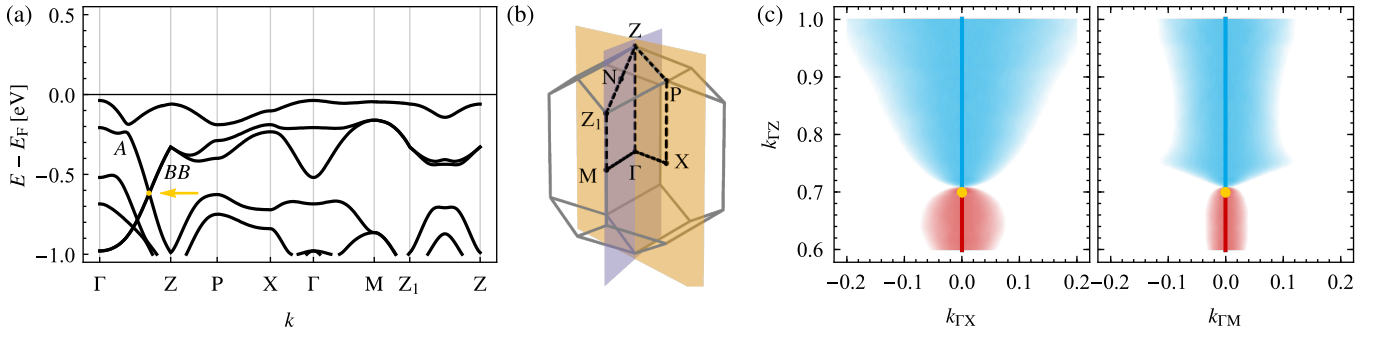 (a)
0.5
0.0
−0.5
−1.0
E − E_F [eV]
A
BB
Γ Z P X Γ M Z₁ Z
k
(b)
Z
N
P
Z₁
M Γ X
(c)
1.0
0.9
0.8
0.7
0.6
k_ΓZ
−0.2 −0.1 0.0 0.1 0.2
k_ΓX
−0.2 −0.1 0.0 0.1 0.2
k_ΓM